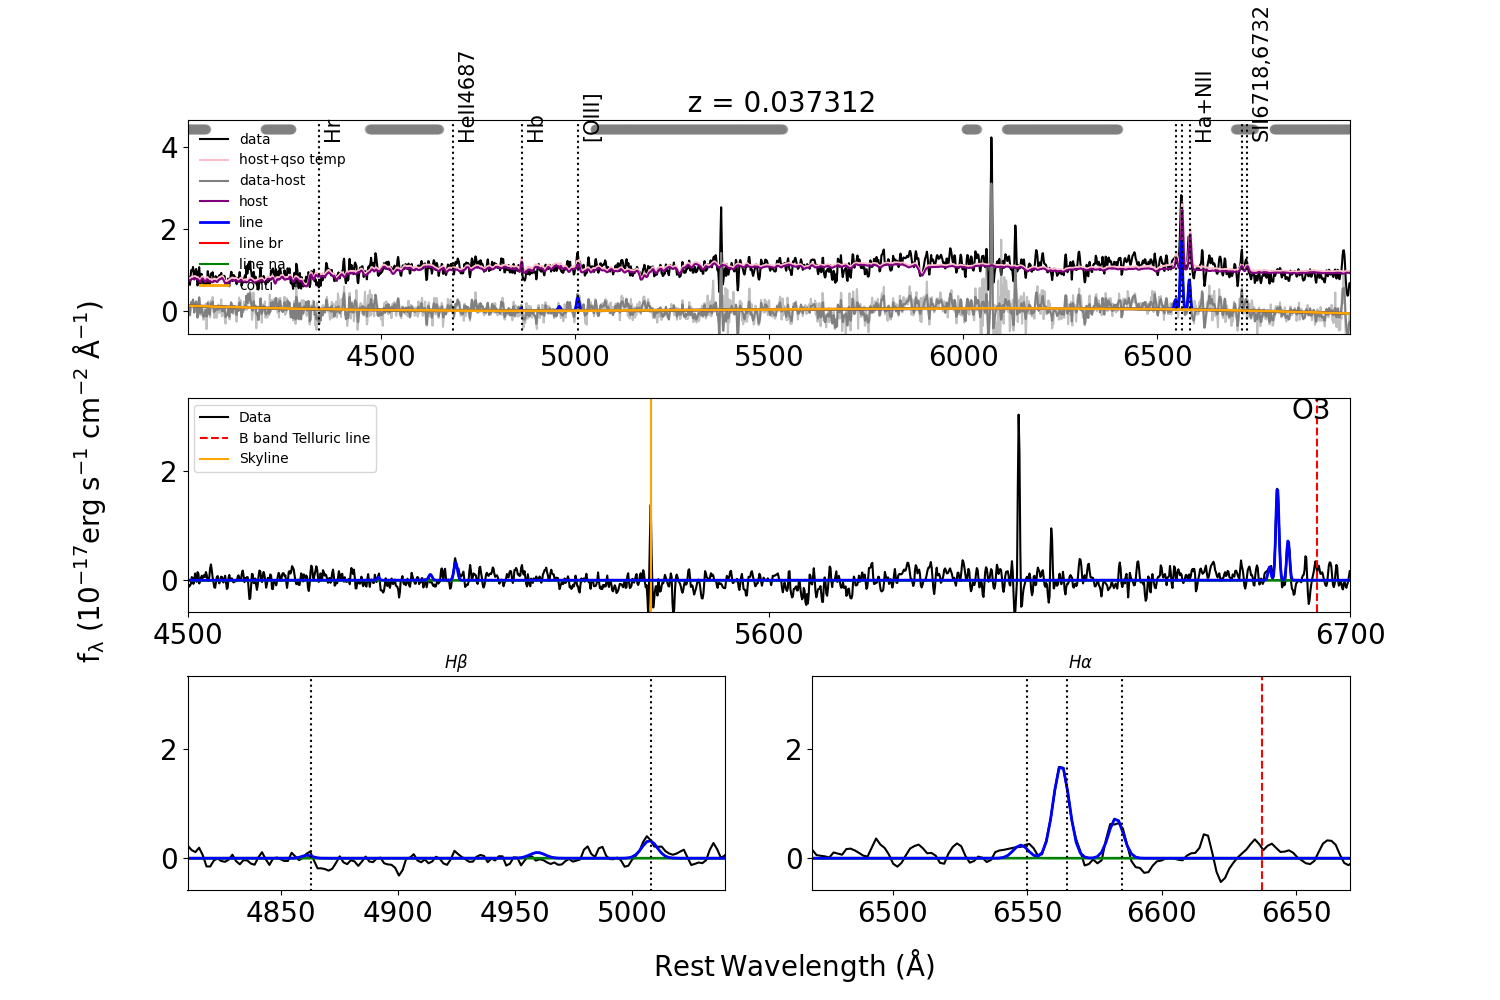 z = 0.037312
Hr
HeII4687
Hb
[OIII]
Ha+NII
SII6718,6732
data
host+qso temp
data-host
host
line
line br
line na
conti
4
2
0
4500
5000
5500
6000
6500
fλ (10⁻¹⁷erg s⁻¹ cm⁻² Å⁻¹)
Data
B band Telluric line
Skyline
O3
2
0
4500
5600
6700
Hβ
2
0
4850
4900
4950
5000
Hα
2
0
6500
6550
6600
6650
Rest Wavelength (Å)